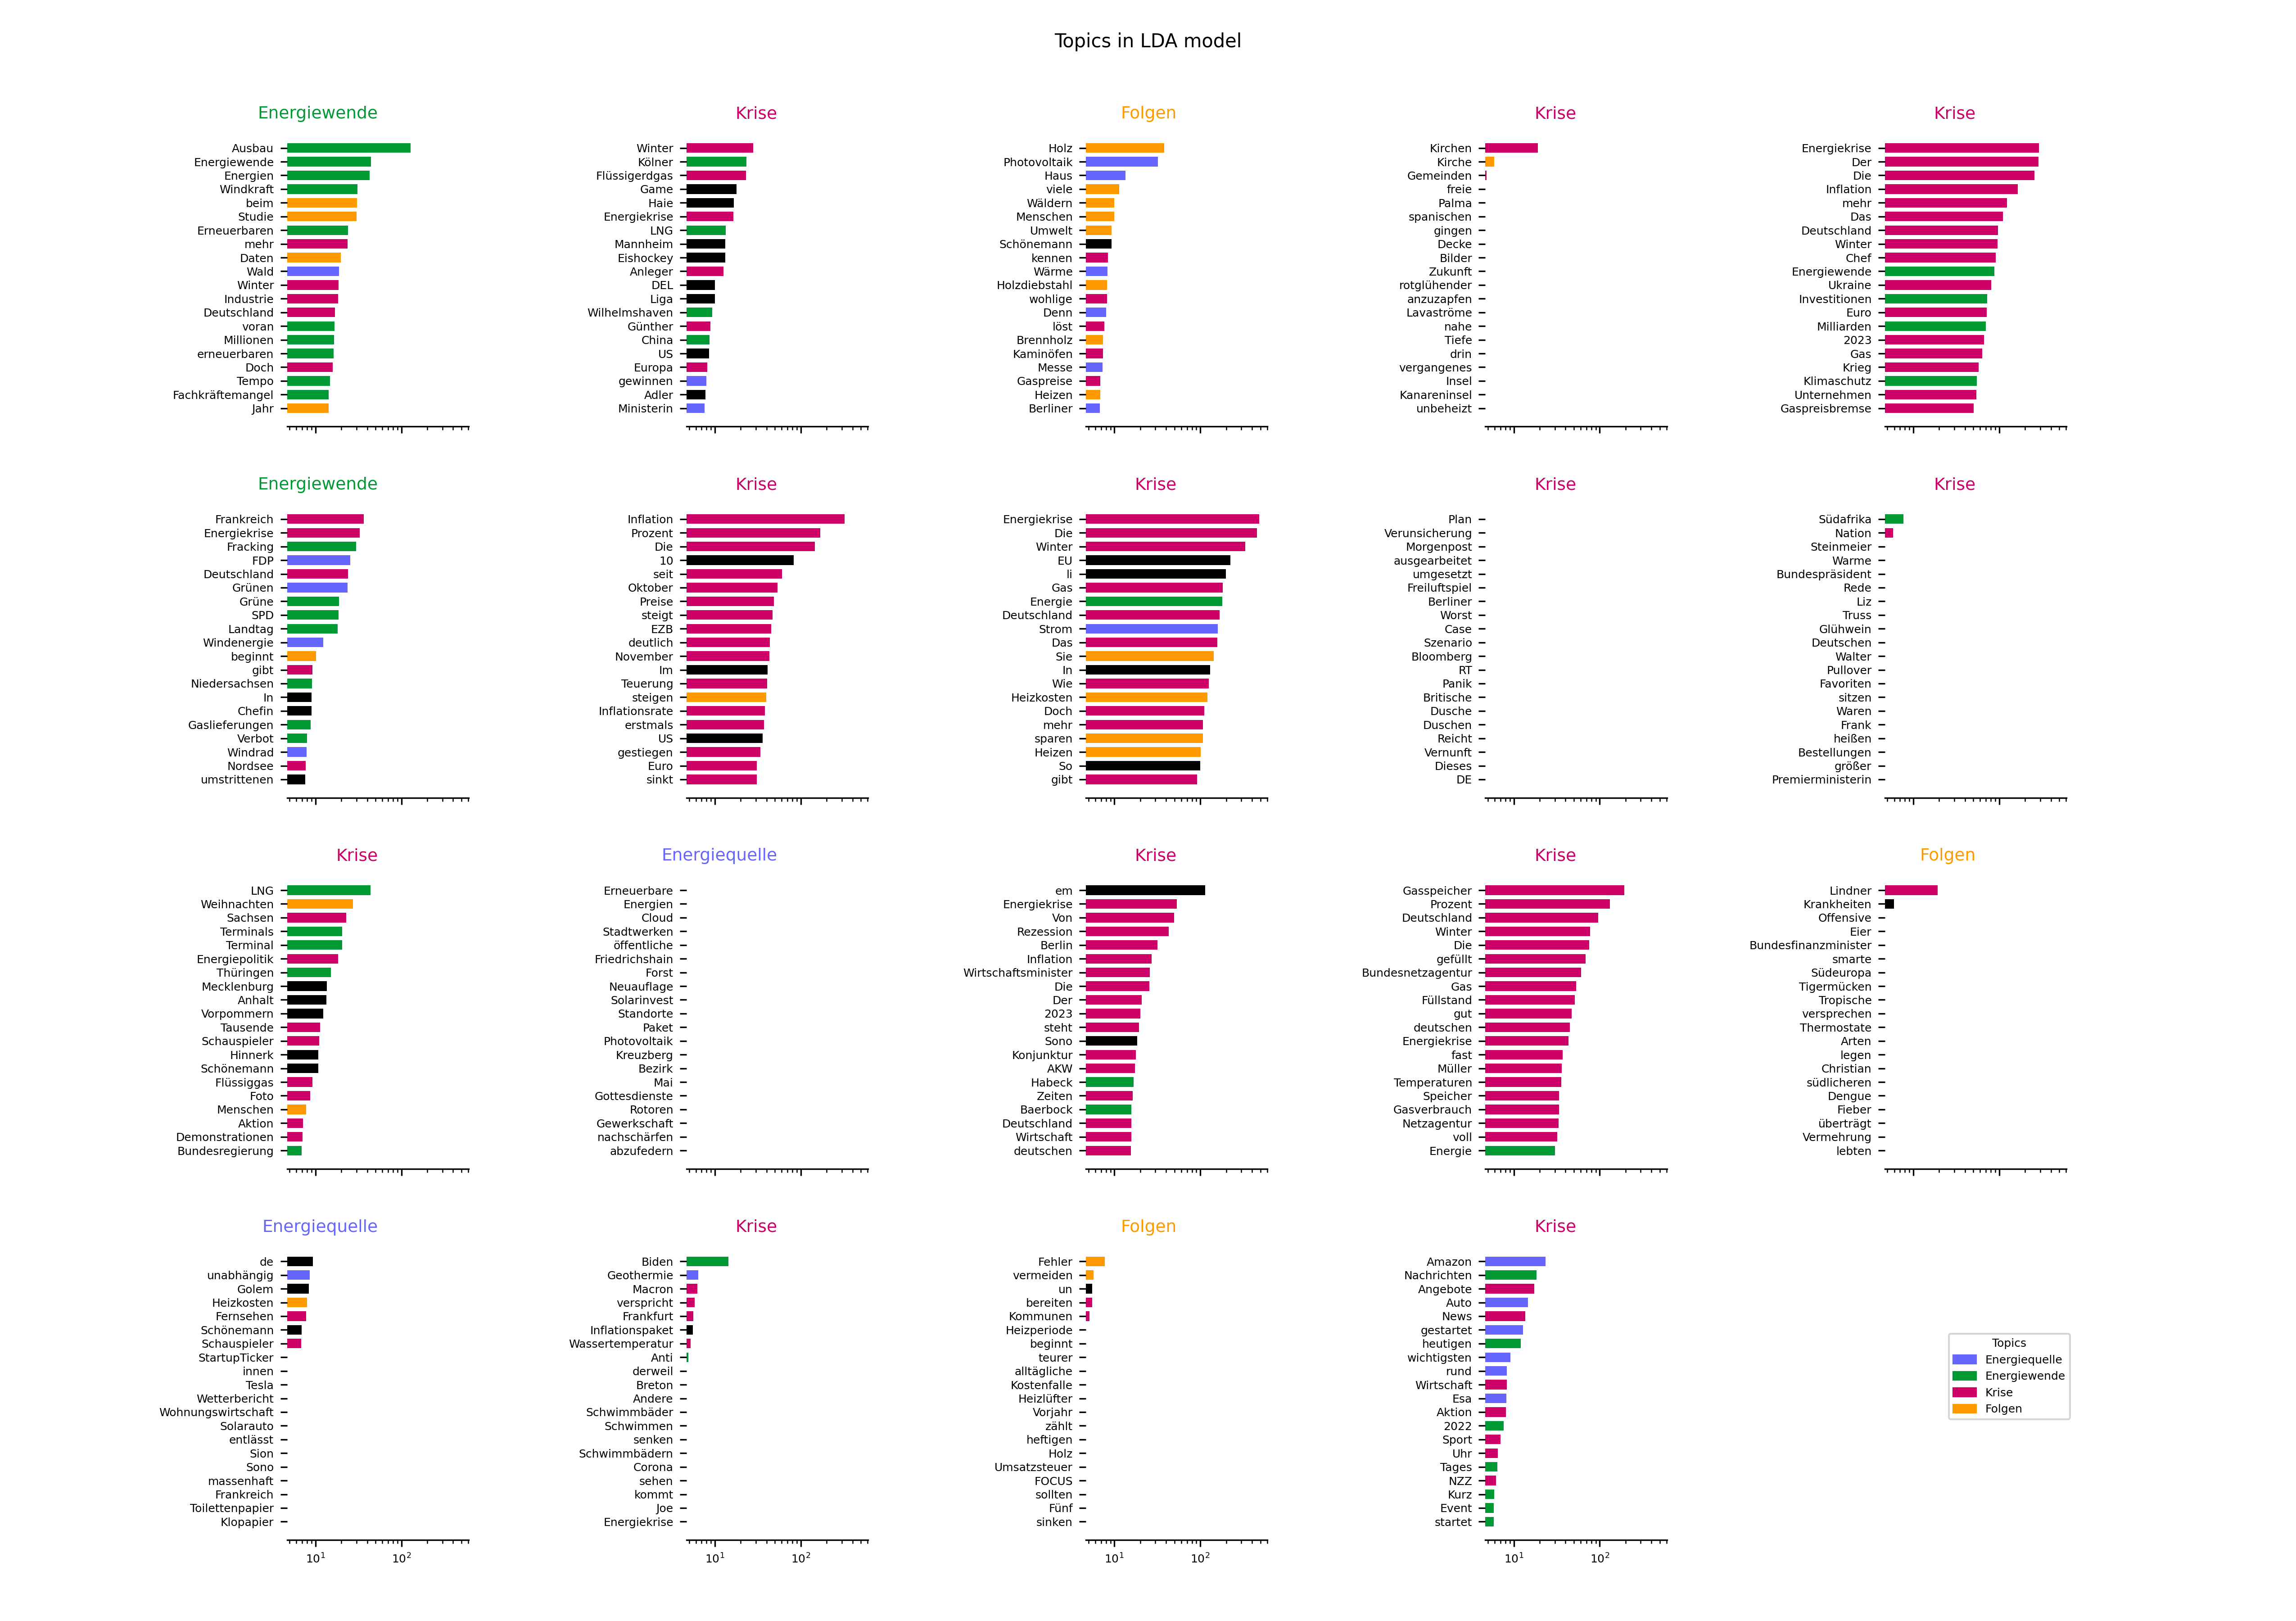 Topics in LDA model
Energiewende
Ausbau
Energiewende
Energien
Windkraft
beim
Studie
Erneuerbaren
mehr
Daten
Wald
Winter
Industrie
Deutschland
voran
Millionen
erneuerbaren
Doch
Tempo
Fachkräftemangel
Jahr
Krise
Winter
Kölner
Flüssigerdgas
Game
Haie
Energiekrise
LNG
Mannheim
Eishockey
Anleger
DEL
Liga
Wilhelmshaven
Günther
China
US
Europa
gewinnen
Adler
Ministerin
Folgen
Holz
Photovoltaik
Haus
viele
Wäldern
Menschen
Umwelt
Schönemann
kennen
Wärme
Holzdiebstahl
wohlige
Denn
löst
Brennholz
Kaminöfen
Messe
Gaspreise
Heizen
Berliner
Krise
Kirchen
Kirche
Gemeinden
freie
Palma
spanischen
gingen
Decke
Bilder
Zukunft
rotglühender
anzuzapfen
Lavaströme
nahe
Tiefe
drin
vergangenes
Insel
Kanareninsel
unbeheizt
Krise
Energiekrise
Der
Die
Inflation
mehr
Das
Deutschland
Winter
Chef
Energiewende
Ukraine
Investitionen
Euro
Milliarden
2023
Gas
Krieg
Klimaschutz
Unternehmen
Gaspreisbremse
Energiewende
Frankreich
Energiekrise
Fracking
FDP
Deutschland
Grünen
Grüne
SPD
Landtag
Windenergie
beginnt
gibt
Niedersachsen
In
Chefin
Gaslieferungen
Verbot
Windrad
Nordsee
umstrittenen
Krise
Inflation
Prozent
Die
10
seit
Oktober
Preise
steigt
EZB
deutlich
November
Im
Teuerung
steigen
Inflationsrate
erstmals
US
gestiegen
Euro
sinkt
Krise
Energiekrise
Die
Winter
EU
li
Gas
Energie
Deutschland
Strom
Das
Sie
In
Wie
Heizkosten
Doch
mehr
sparen
Heizen
So
gibt
Krise
Plan
Verunsicherung
Morgenpost
ausgearbeitet
umgesetzt
Freiluftspiel
Berliner
Worst
Case
Szenario
Bloomberg
RT
Panik
Britische
Dusche
Duschen
Reicht
Vernunft
Dieses
DE
Krise
Südafrika
Nation
Steinmeier
Warme
Bundespräsident
Rede
Liz
Truss
Glühwein
Deutschen
Walter
Pullover
Favoriten
sitzen
Waren
Frank
heißen
Bestellungen
größer
Premierministerin
Krise
LNG
Weihnachten
Sachsen
Terminals
Terminal
Energiepolitik
Thüringen
Mecklenburg
Anhalt
Vorpommern
Tausende
Schauspieler
Hinnerk
Schönemann
Flüssiggas
Foto
Menschen
Aktion
Demonstrationen
Bundesregierung
Energiequelle
Erneuerbare
Energien
Cloud
Stadtwerken
öffentliche
Friedrichshain
Forst
Neuauflage
Solarinvest
Standorte
Paket
Photovoltaik
Kreuzberg
Bezirk
Mai
Gottesdienste
Rotoren
Gewerkschaft
nachschärfen
abzufedern
Krise
em
Energiekrise
Von
Rezession
Berlin
Inflation
Wirtschaftsminister
Die
Der
2023
steht
Sono
Konjunktur
AKW
Habeck
Zeiten
Baerbock
Deutschland
Wirtschaft
deutschen
Krise
Gasspeicher
Prozent
Deutschland
Winter
Die
gefüllt
Bundesnetzagentur
Gas
Füllstand
gut
deutschen
Energiekrise
fast
Müller
Temperaturen
Speicher
Gasverbrauch
Netzagentur
voll
Energie
Folgen
Lindner
Krankheiten
Offensive
Eier
Bundesfinanzminister
smarte
Südeuropa
Tigermücken
Tropische
versprechen
Thermostate
Arten
legen
Christian
südlicheren
Dengue
Fieber
überträgt
Vermehrung
lebten
Energiequelle
de
unabhängig
Golem
Heizkosten
Fernsehen
Schönemann
Schauspieler
StartupTicker
innen
Tesla
Wetterbericht
Wohnungswirtschaft
Solarauto
entlässt
Sion
Sono
massenhaft
Frankreich
Toilettenpapier
Klopapier
10¹ 10²
Krise
Biden
Geothermie
Macron
verspricht
Frankfurt
Inflationspaket
Wassertemperatur
Anti
derweil
Breton
Andere
Schwimmbäder
Schwimmen
senken
Schwimmbädern
Corona
sehen
kommt
Joe
Energiekrise
10¹ 10²
Folgen
Fehler
vermeiden
un
bereiten
Kommunen
Heizperiode
beginnt
teurer
alltägliche
Kostenfalle
Heizlüfter
Vorjahr
zählt
heftigen
Holz
Umsatzsteuer
FOCUS
sollten
Fünf
sinken
10¹ 10²
Krise
Amazon
Nachrichten
Angebote
Auto
News
gestartet
heutigen
wichtigsten
rund
Wirtschaft
Esa
Aktion
2022
Sport
Uhr
Tages
NZZ
Kurz
Event
startet
10¹ 10²
Topics
Energiequelle
Energiewende
Krise
Folgen